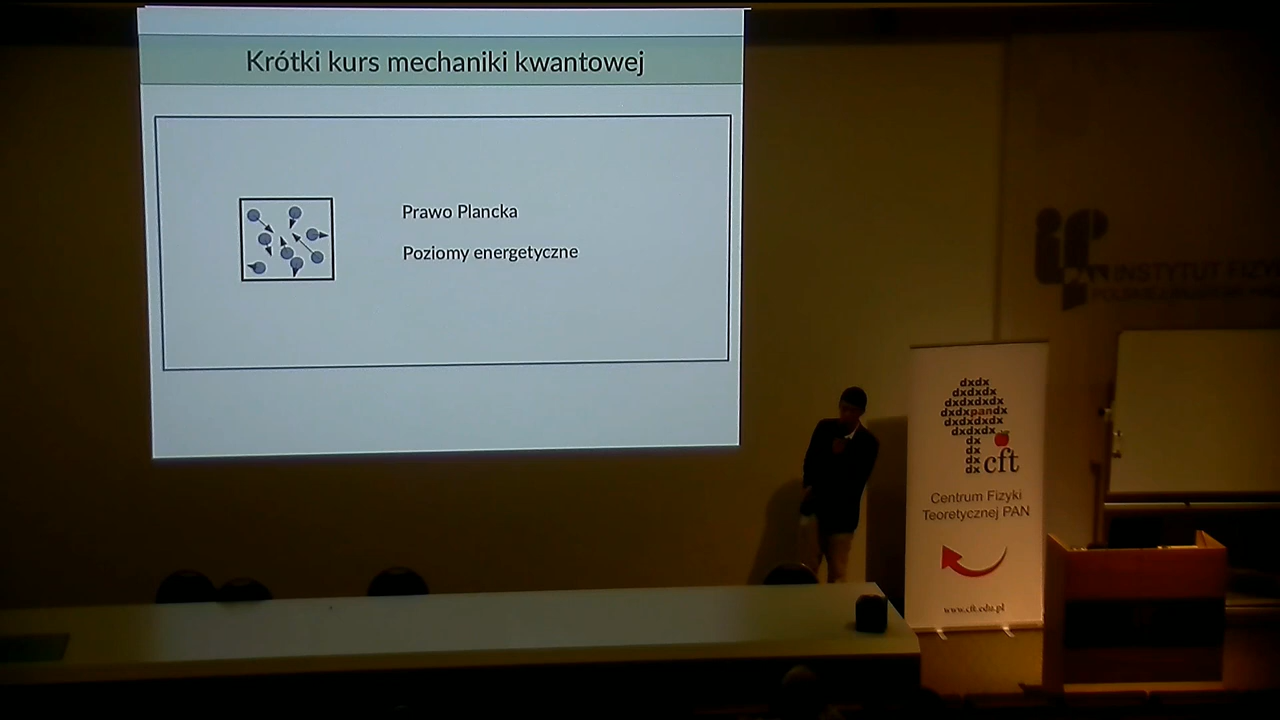 Krótki kurs mechaniki kwantowej
Prawo Plancka
Poziomy energetyczne
INSTYTUT FIZYKI
dxdx
dxdxdx
dxdxdxdx
dxdxpandx
dxdxdxdx
dxdxdx
dx
dx
dx
dx
cft
Centrum Fizyki
Teoretycznej PAN
www.cft.edu.pl